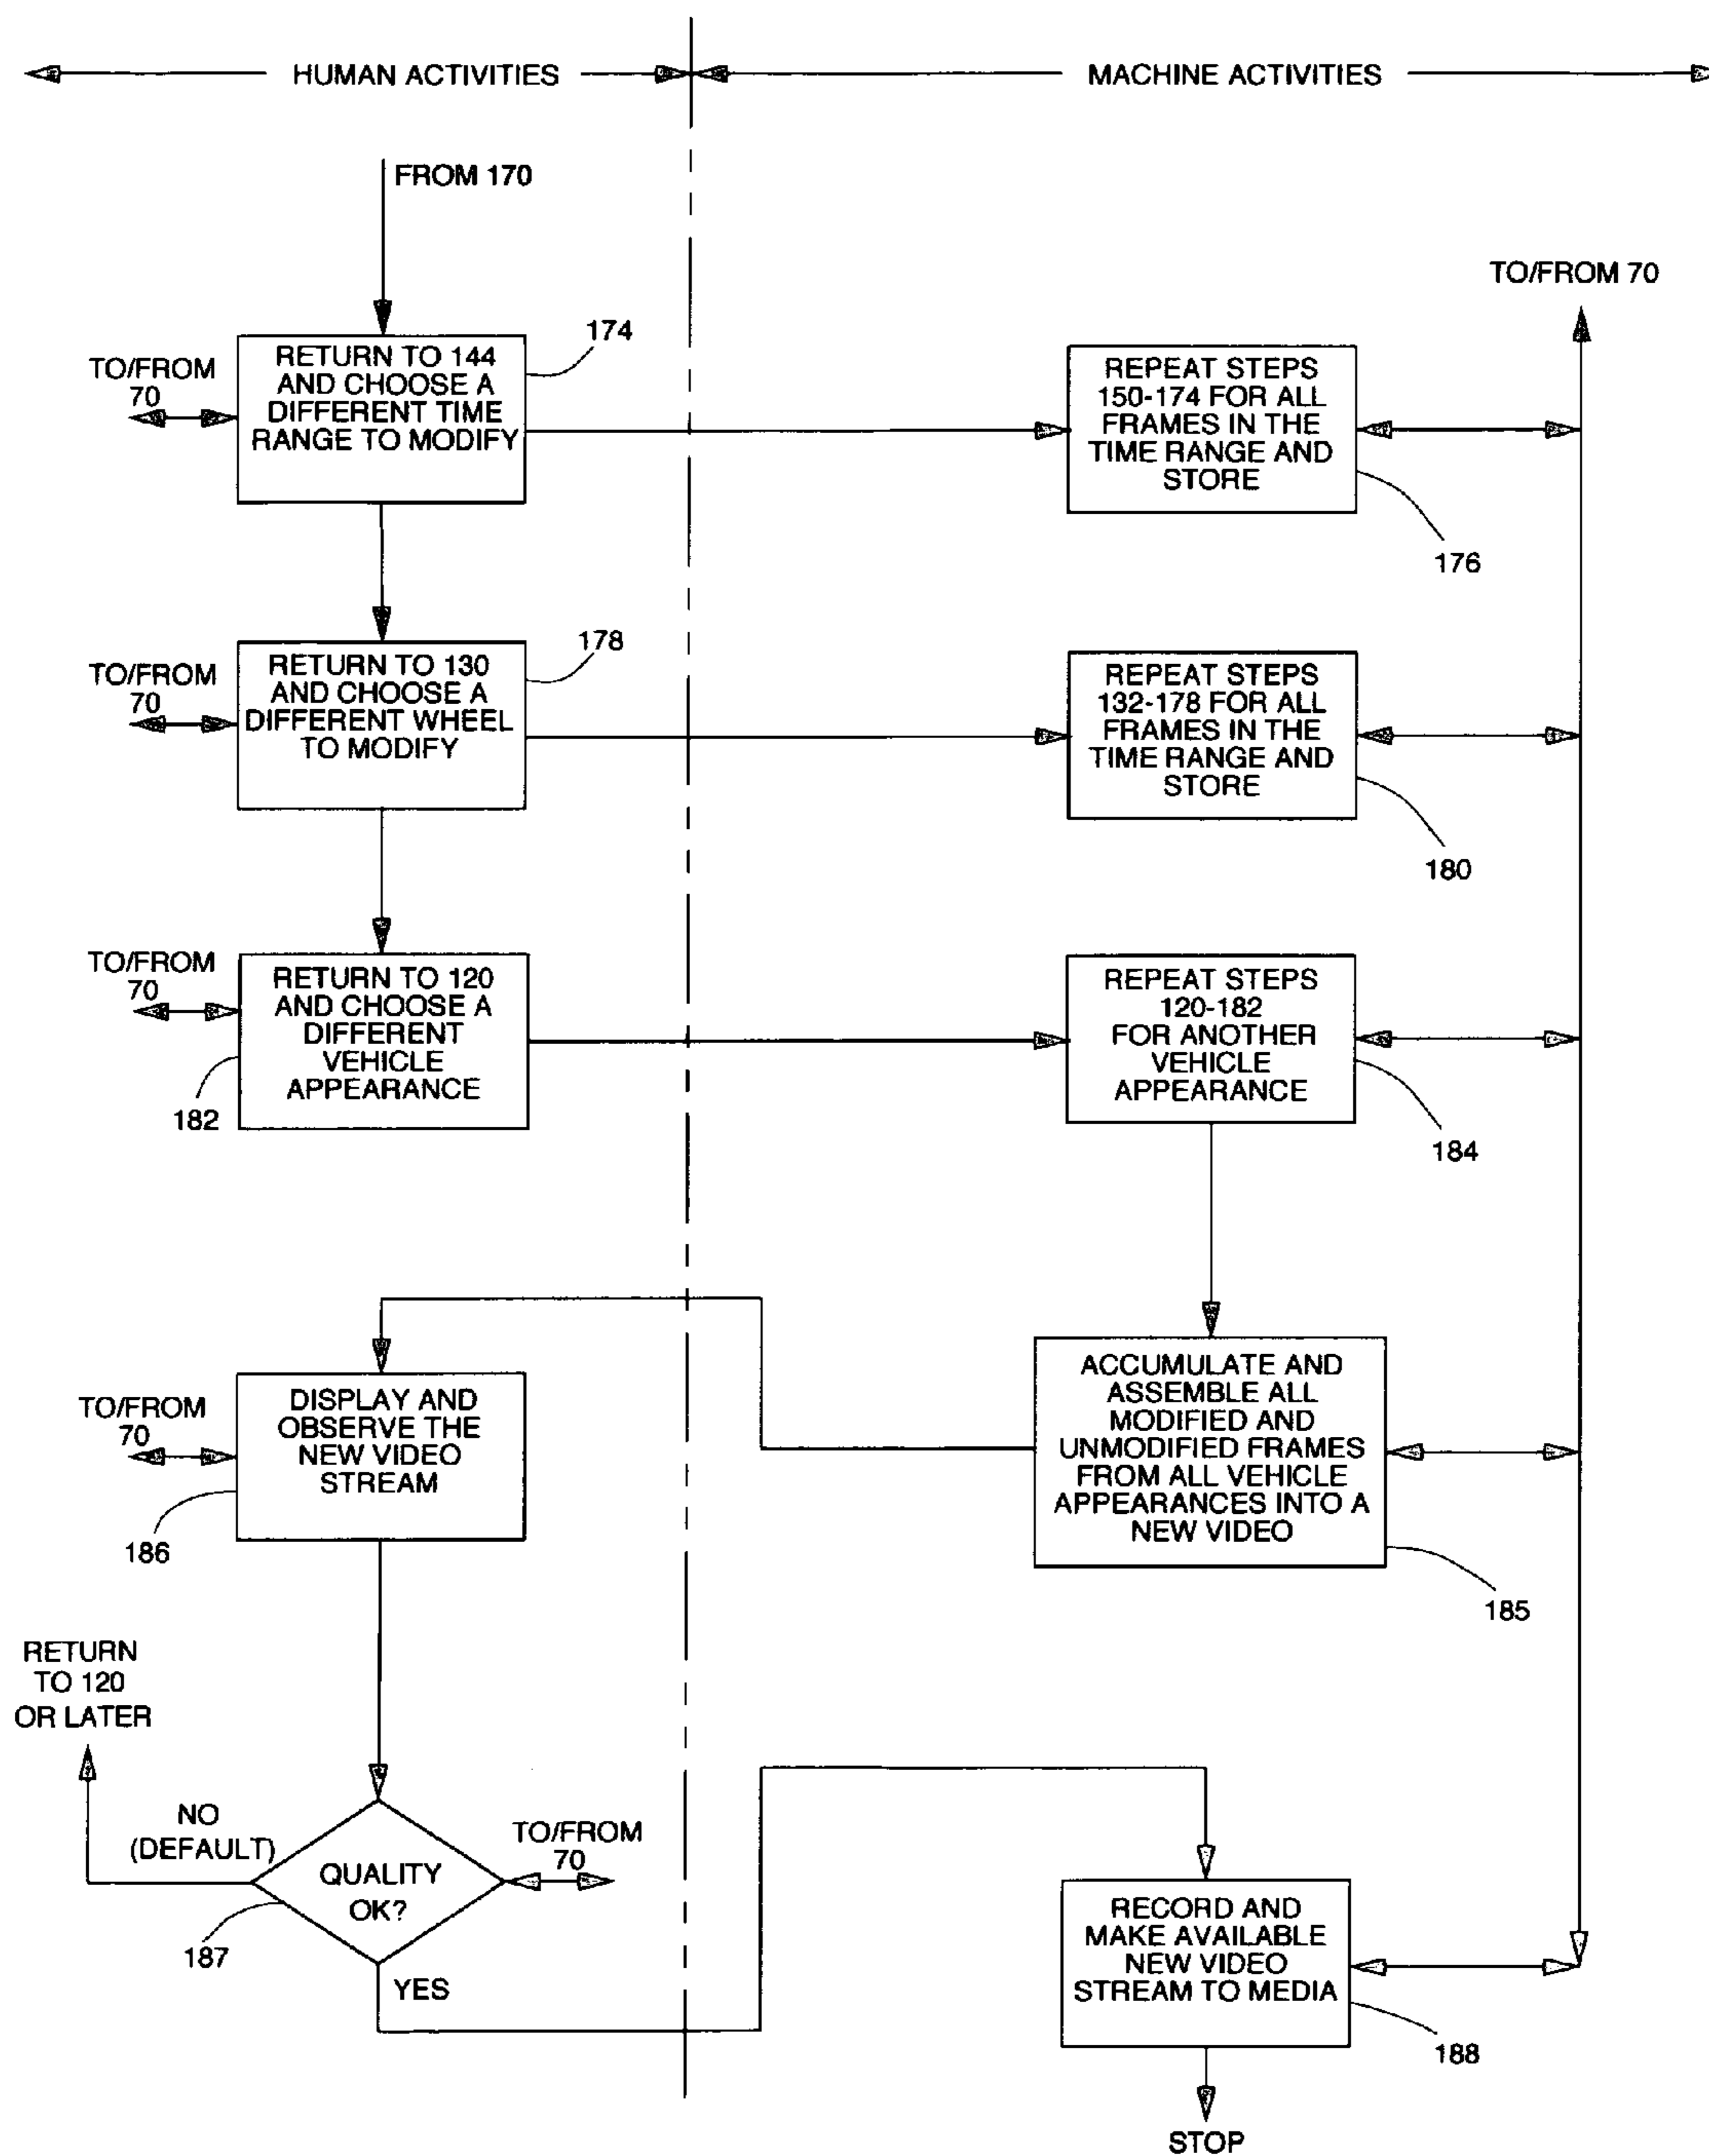 HUMAN ACTIVITIES
MACHINE ACTIVITIES
FROM 170
TO/FROM 70
174
TO/FROM
70
RETURN TO 144
AND CHOOSE A
DIFFERENT TIME
RANGE TO MODIFY
REPEAT STEPS
150-174 FOR ALL
FRAMES IN THE
TIME RANGE AND
STORE
176
178
TO/FROM
70
RETURN TO 130
AND CHOOSE A
DIFFERENT WHEEL
TO MODIFY
REPEAT STEPS
132-178 FOR ALL
FRAMES IN THE
TIME RANGE AND
STORE
180
TO/FROM
70
RETURN TO 120
AND CHOOSE A
DIFFERENT
VEHICLE
APPEARANCE
182
REPEAT STEPS
120-182
FOR ANOTHER
VEHICLE
APPEARANCE
184
ACCUMULATE AND
ASSEMBLE ALL
MODIFIED AND
UNMODIFIED FRAMES
FROM ALL VEHICLE
APPEARANCES INTO A
NEW VIDEO
185
TO/FROM
70
DISPLAY AND
OBSERVE THE
NEW VIDEO
STREAM
186
RETURN
TO 120
OR LATER
NO
(DEFAULT)
QUALITY
OK?
TO/FROM
70
187
YES
RECORD AND
MAKE AVAILABLE
NEW VIDEO
STREAM TO MEDIA
188
STOP